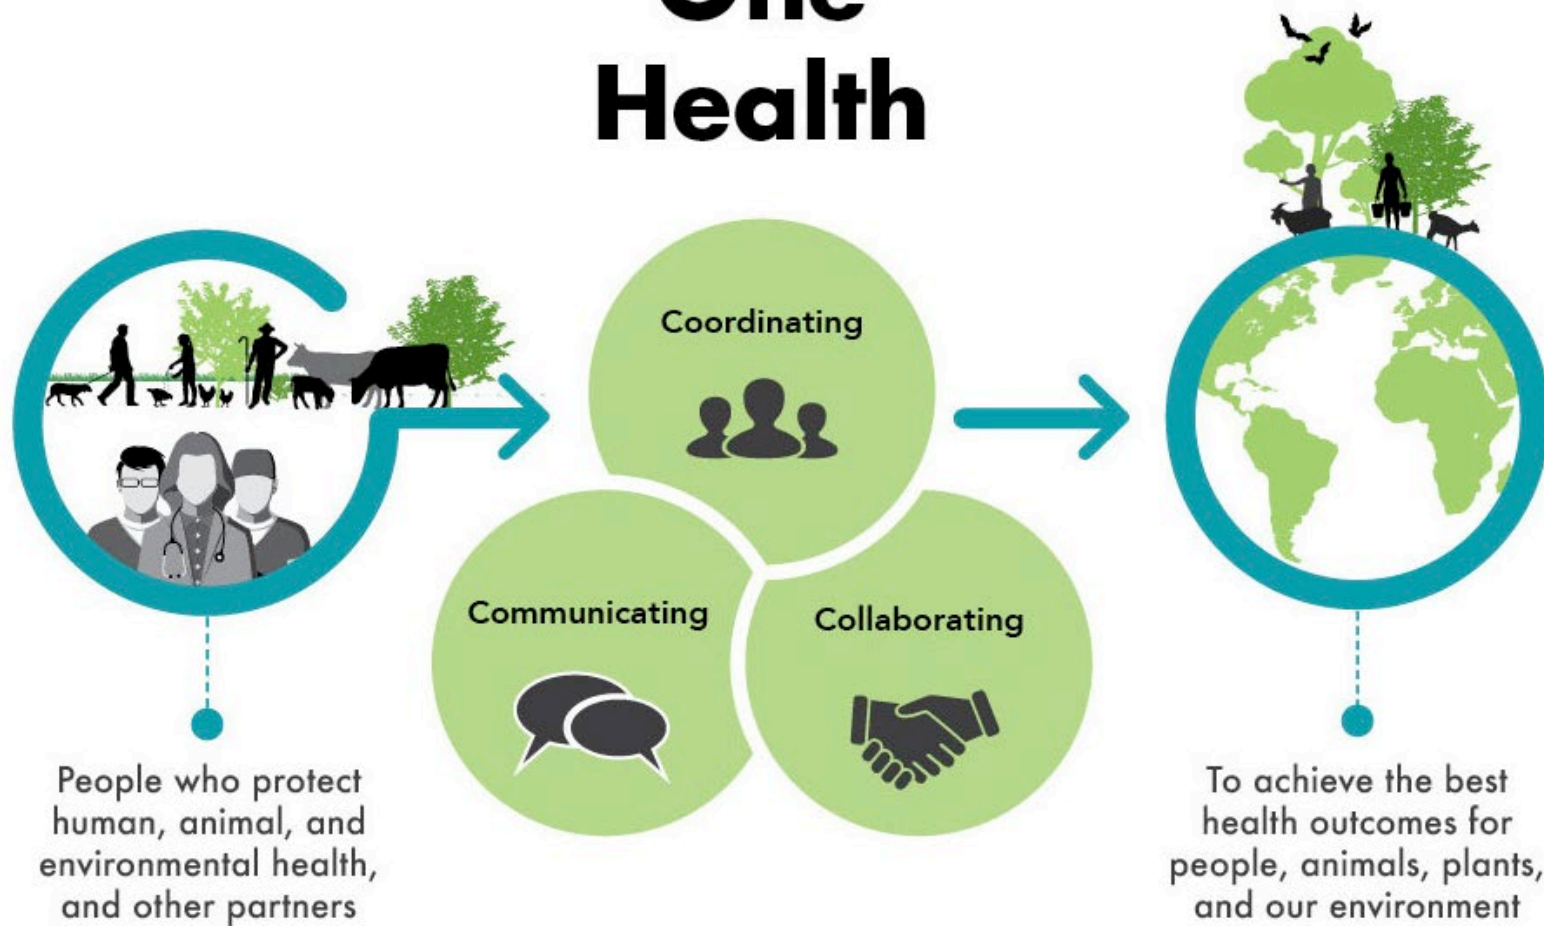 One
Health
Coordinating
Communicating
Collaborating
People who protect
human, animal, and
environmental health,
and other partners
To achieve the best
health outcomes for
people, animals, plants,
and our environment